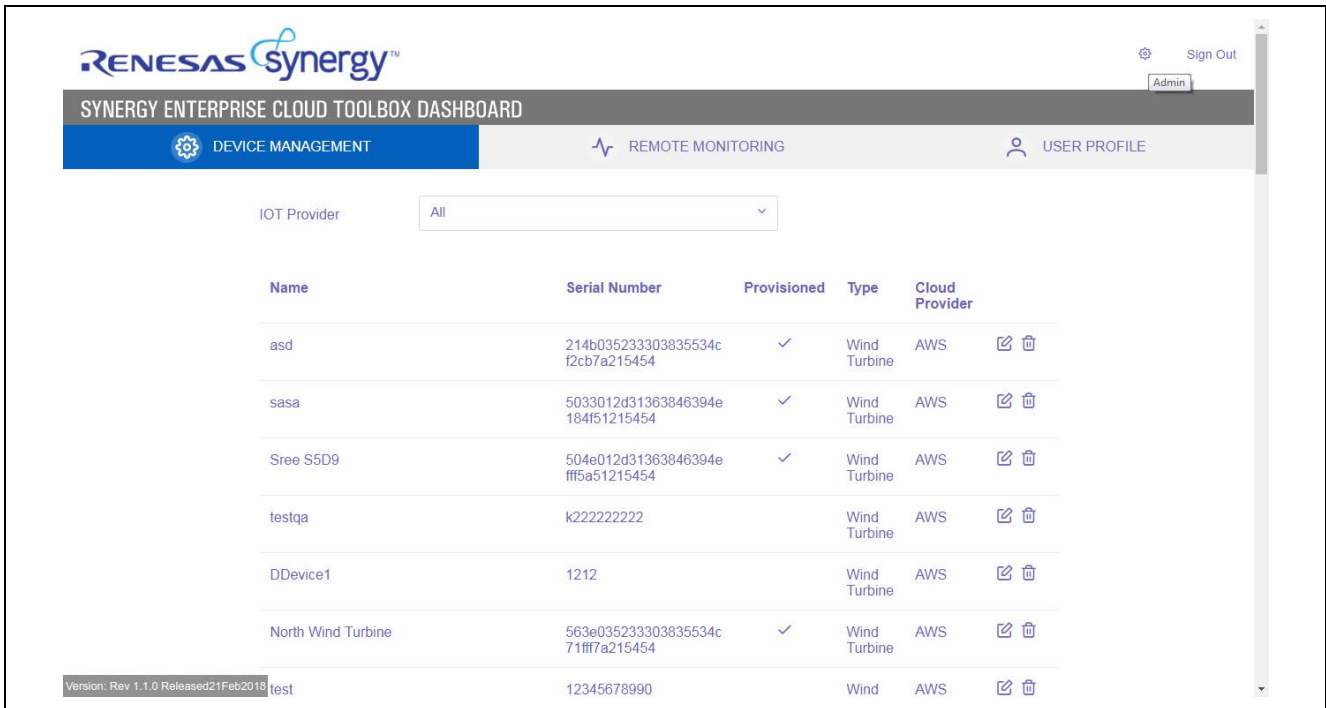 RENESAS synergy™
Sign Out
Admin
SYNERGY ENTERPRISE CLOUD TOOLBOX DASHBOARD
DEVICE MANAGEMENT REMOTE MONITORING USER PROFILE
IOT Provider All
Name Serial Number Provisioned Type Cloud
Provider
asd 214b035233303835534c Wind AWS
f2cb7a215454 Turbine
sasa 5033012d31363846394e Wind AWS
184f51215454 Turbine
Sree S5D9 504e012d31363846394e Wind AWS
fff5a51215454 Turbine
testqa k222222222 Wind AWS
Turbine
DDevice1 1212 Wind AWS
Turbine
North Wind Turbine 563e035233303835534c Wind AWS
71fff7a215454 Turbine
Version: Rev 1.1.0 Released21Feb2018 test 12345678990 Wind AWS